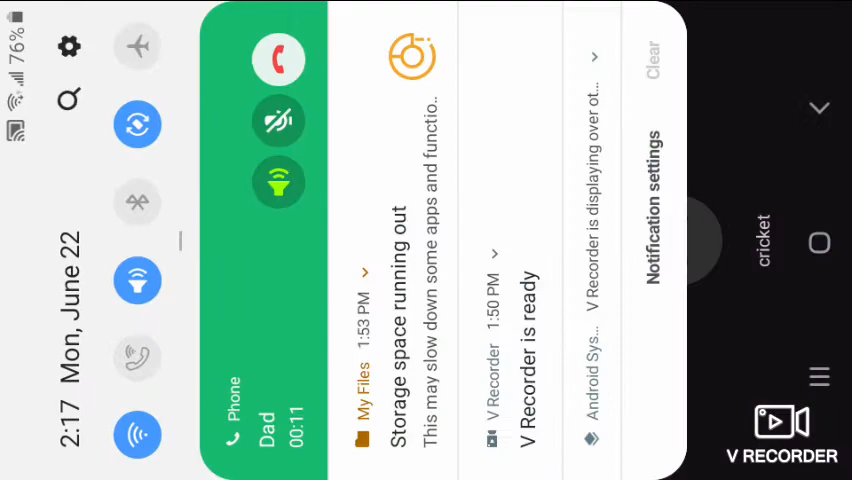 2:17 Mon, June 22
76%
Phone
Dad
00:11
My Files 1:53 PM
Storage space running out
This may slow down some apps and functio..
V Recorder 1:50 PM
V Recorder is ready
Android Sys... V Recorder is displaying over ot...
Notification settings Clear
cricket
V RECORDER